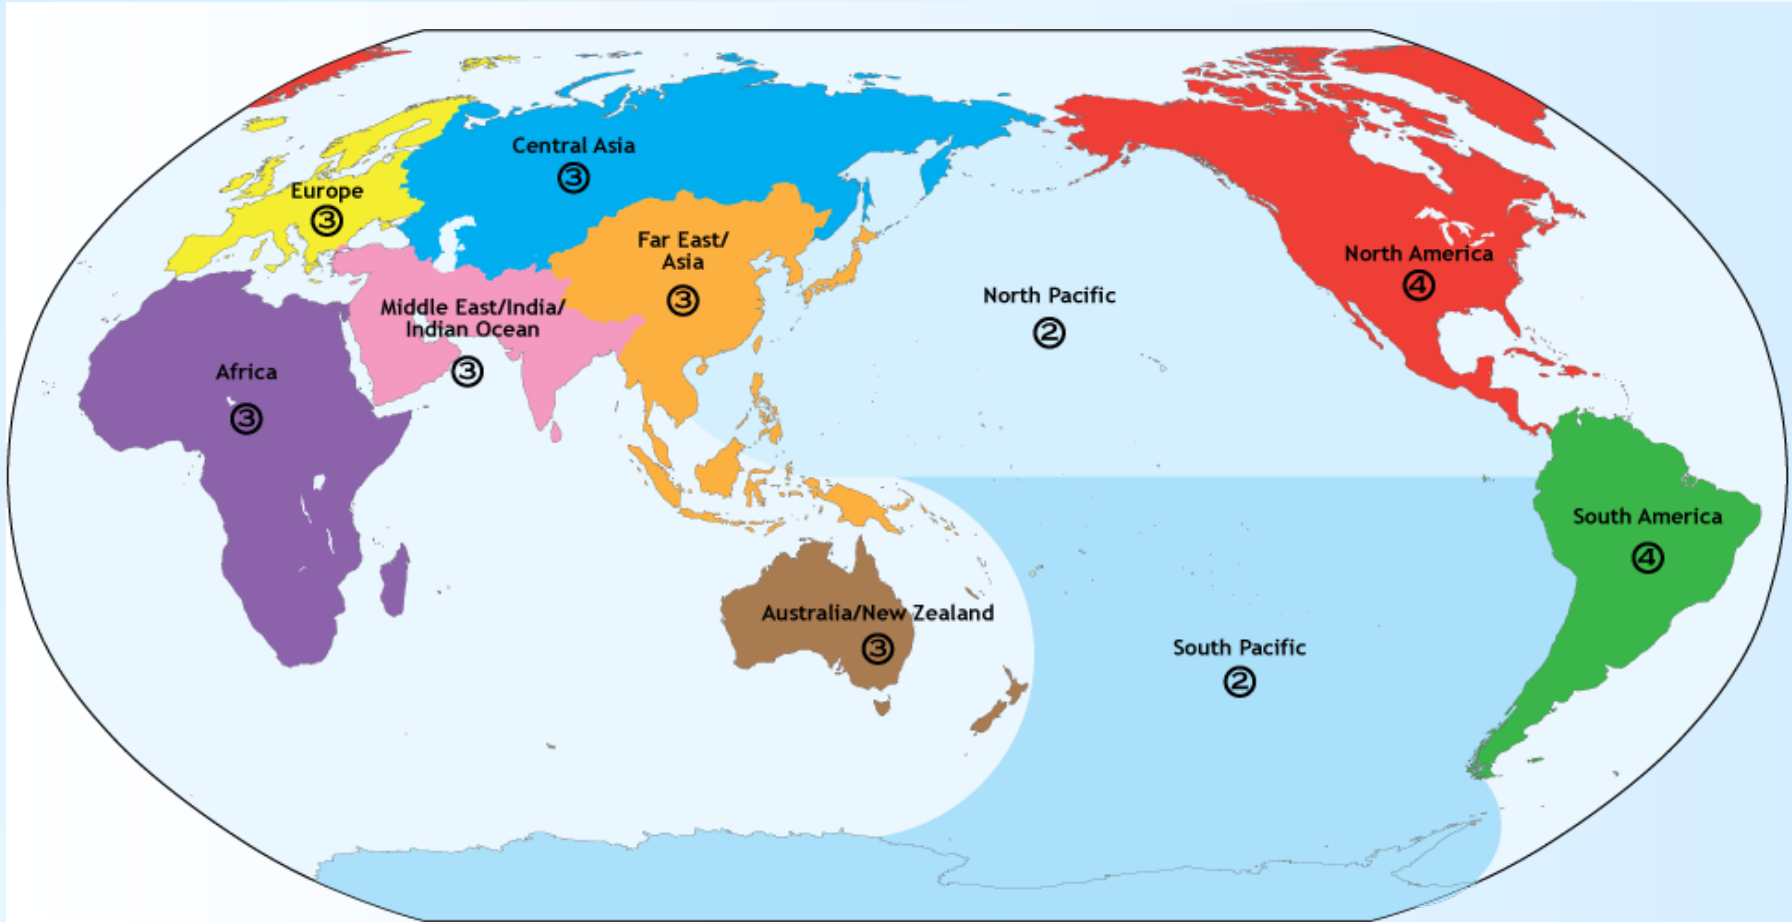 Central Asia
③
Europe
③
Far East/
Asia
③
North America
④
North Pacific
②
Middle East/India/
Indian Ocean
③
Africa
③
South America
④
Australia/New Zealand
③
South Pacific
②